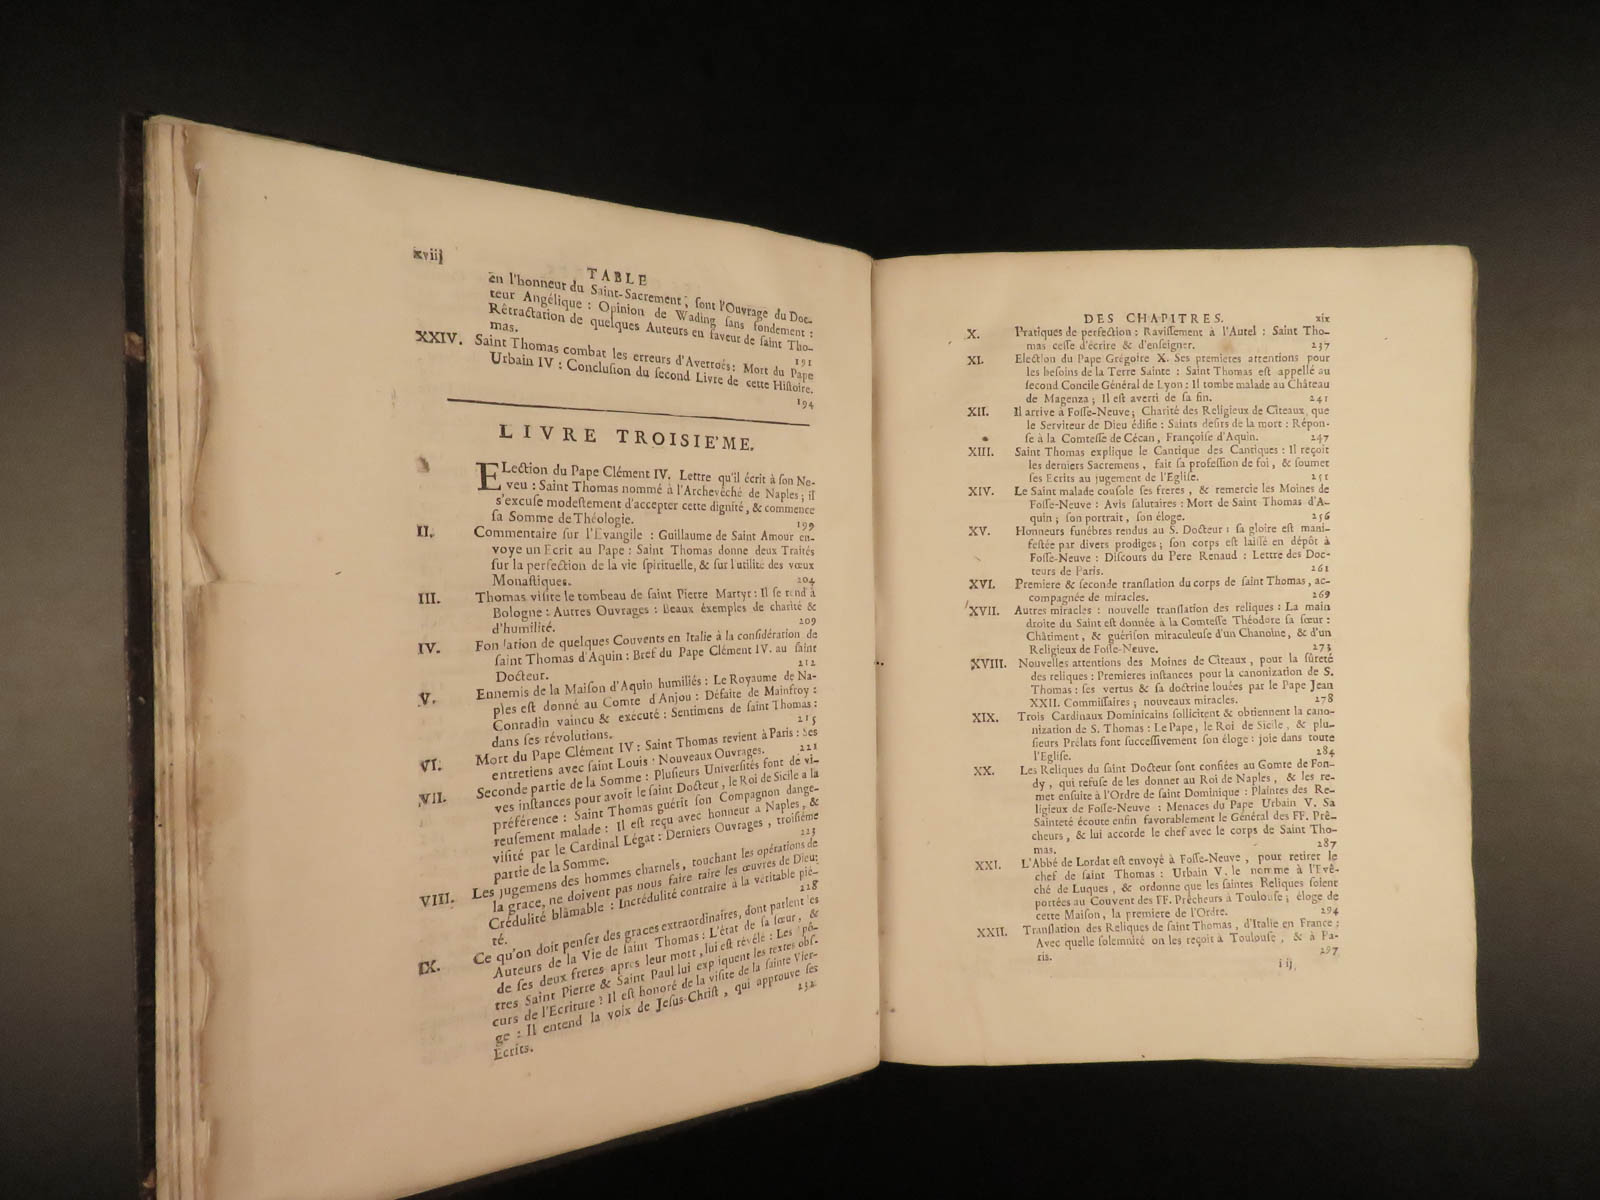 xviij
TABLE
en l'honneur du Saint-Sacrement, sont l'Ouvrage du Doc-
teur Angélique : Opinion de Wading sans fondement :
Rétractation de quelques Auteurs en faveur de saint Tho-
mas. 191
XXIV. Saint Thomas combat les erreurs d'Averroés : Mort du Pape
Urbain IV : Conclusion du second Livre de cette Histoire.
194
LIVRE TROISIE'ME.
ELection du Pape Clément IV. Lettre qu'il écrit à son Ne-
veu : Saint Thomas nommé à l'Archevêché de Naples ; il
s'excuse modestement d'accepter cette dignité, & commence
sa Somme de Théologie. 199
II. Commentaire sur l'Evangile : Guillaume de Saint Amour en-
voye un Ecrit au Pape : Saint Thomas donne deux Traités
sur la perfection de la vie spirituelle, & sur l'utilité des vœux
Monastiques. 204
III. Thomas visite le tombeau de saint Pierre Martyr : Il se rend à
Bologne : Autres Ouvrages : Beaux éxemples de charité &
d'humilité. 209
IV. Fondation de quelques Couvents en Italie à la considération de
saint Thomas d'Aquin : Bref du Pape Clément IV. au saint
Docteur. 212
V. Ennemis de la Maison d'Aquin humiliés : Le Royaume de Na-
ples est donné au Comte d'Anjou : Défaite de Mainfroy :
Conradin vaincu & exécuté : Sentimens de saint Thomas :
dans ses révolutions. 215
VI. Mort du Pape Clément IV : Saint Thomas revient à Paris : Ses
entretiens avec saint Louis : Nouveaux Ouvrages. 221
VII. Seconde partie de la Somme : Plusieurs Universités font de vi-
ves instances pour avoir le saint Docteur, le Roi de Sicile a la
préférence : Saint Thomas guérit son Compagnon dange-
reusement malade : Il est reçu avec honneur à Naples, &
visité par le Cardinal Légat : Derniers Ouvrages, troisiéme
partie de la Somme. 223
VIII. Les jugemens des hommes charnels, touchant les opérations de
la grace, ne doivent pas nous faire taire les œuvres de Dieu :
Crédulité blâmable : Incrédulité contraire à la véritable pié-
té. 228
IX. Ce qu'on doit penser des graces extraordinaires, dont parlent les
Auteurs de la Vie de saint Thomas : L'état de sa sœur, &
de ses deux freres après leur mort, lui est révélé : Les Apô-
tres Saint Pierre & Saint Paul lui expliquent les textes obs-
curs de l'Ecriture : Il est honoré de la visite de la sainte Vier-
ge : Il entend la voix de Jesus-Christ, qui approuve ses
Ecrits. 232
DES CHAPITRES. xix
X. Pratiques de perfection : Ravissement à l'Autel : Saint Tho-
mas cesse d'écrire & d'enseigner. 237
XI. Election du Pape Grégoire X. Ses premieres attentions pour
les besoins de la Terre Sainte : Saint Thomas est appellé au
second Concile Général de Lyon : Il tombe malade au Château
de Magenza ; Il est averti de sa fin. 241
XII. Il arrive à Fosse-Neuve ; Charité des Religieux de Cîteaux, que
le Serviteur de Dieu édifie : Saints desirs de la mort : Répon-
se à la Comtesse de Cécan, Françoise d'Aquin. 247
XIII. Saint Thomas explique le Cantique des Cantiques : Il reçoit
les derniers Sacremens, fait sa profession de foi, & soumet
ses Ecrits au jugement de l'Eglise. 251
XIV. Le Saint malade console ses freres, & remercie les Moines de
Fosse-Neuve : Avis salutaires : Mort de Saint Thomas d'A-
quin ; son portrait, son éloge. 256
XV. Honneurs funébres rendus au S. Docteur : sa gloire est mani-
festée par divers prodiges ; son corps est laissé en dépôt à
Fosse-Neuve : Discours du Pere Renaud : Lettre des Doc-
teurs de Paris. 261
XVI. Premiere & seconde translation du corps de saint Thomas, ac-
compagnée de miracles. 269
XVII. Autres miracles : nouvelle translation des reliques : La main
droite du Saint est donnée à la Comtesse Théodore sa sœur :
Châtiment, & guérison miraculeuse d'un Chanoine, & d'un
Religieux de Fosse-Neuve. 273
XVIII. Nouvelles attentions des Moines de Cîteaux, pour la sûreté
des reliques : Premieres instances pour la canonization de S.
Thomas : ses vertus & sa doctrine louées par le Pape Jean
XXII. Commissaires ; nouveaux miracles. 278
XIX. Trois Cardinaux Dominicains sollicitent & obtiennent la cano-
nization de S. Thomas : Le Pape, le Roi de Sicile, & plu-
sieurs Prélats font successivement son éloge : joie dans toute
l'Eglise. 284
XX. Les Reliques du saint Docteur sont confiées au Comte de Fon-
dy, qui refuse de les donner au Roi de Naples, & les re-
met ensuite à l'Ordre de saint Dominique : Plaintes des Re-
ligieux de Fosse-Neuve : Menaces du Pape Urbain V. Sa
Sainteté écoute enfin favorablement le Général des FF. Prê-
cheurs, & lui accorde le chef avec le corps de Saint Tho-
mas. 287
XXI. L'Abbé de Lordat est envoyé à Fosse-Neuve, pour retirer le
chef de saint Thomas : Urbain V. le nomme à l'Evê-
ché de Luques, & ordonne que les saintes Reliques soient
portées au Couvent des FF. Prêcheurs à Toulouse ; éloge de
cette Maison, la premiere de l'Ordre. 294
XXII. Translation des Reliques de saint Thomas, d'Italie en France ;
Avec quelle solemnité on les reçoit à Toulouse, & à Pa-
ris. 297
iij